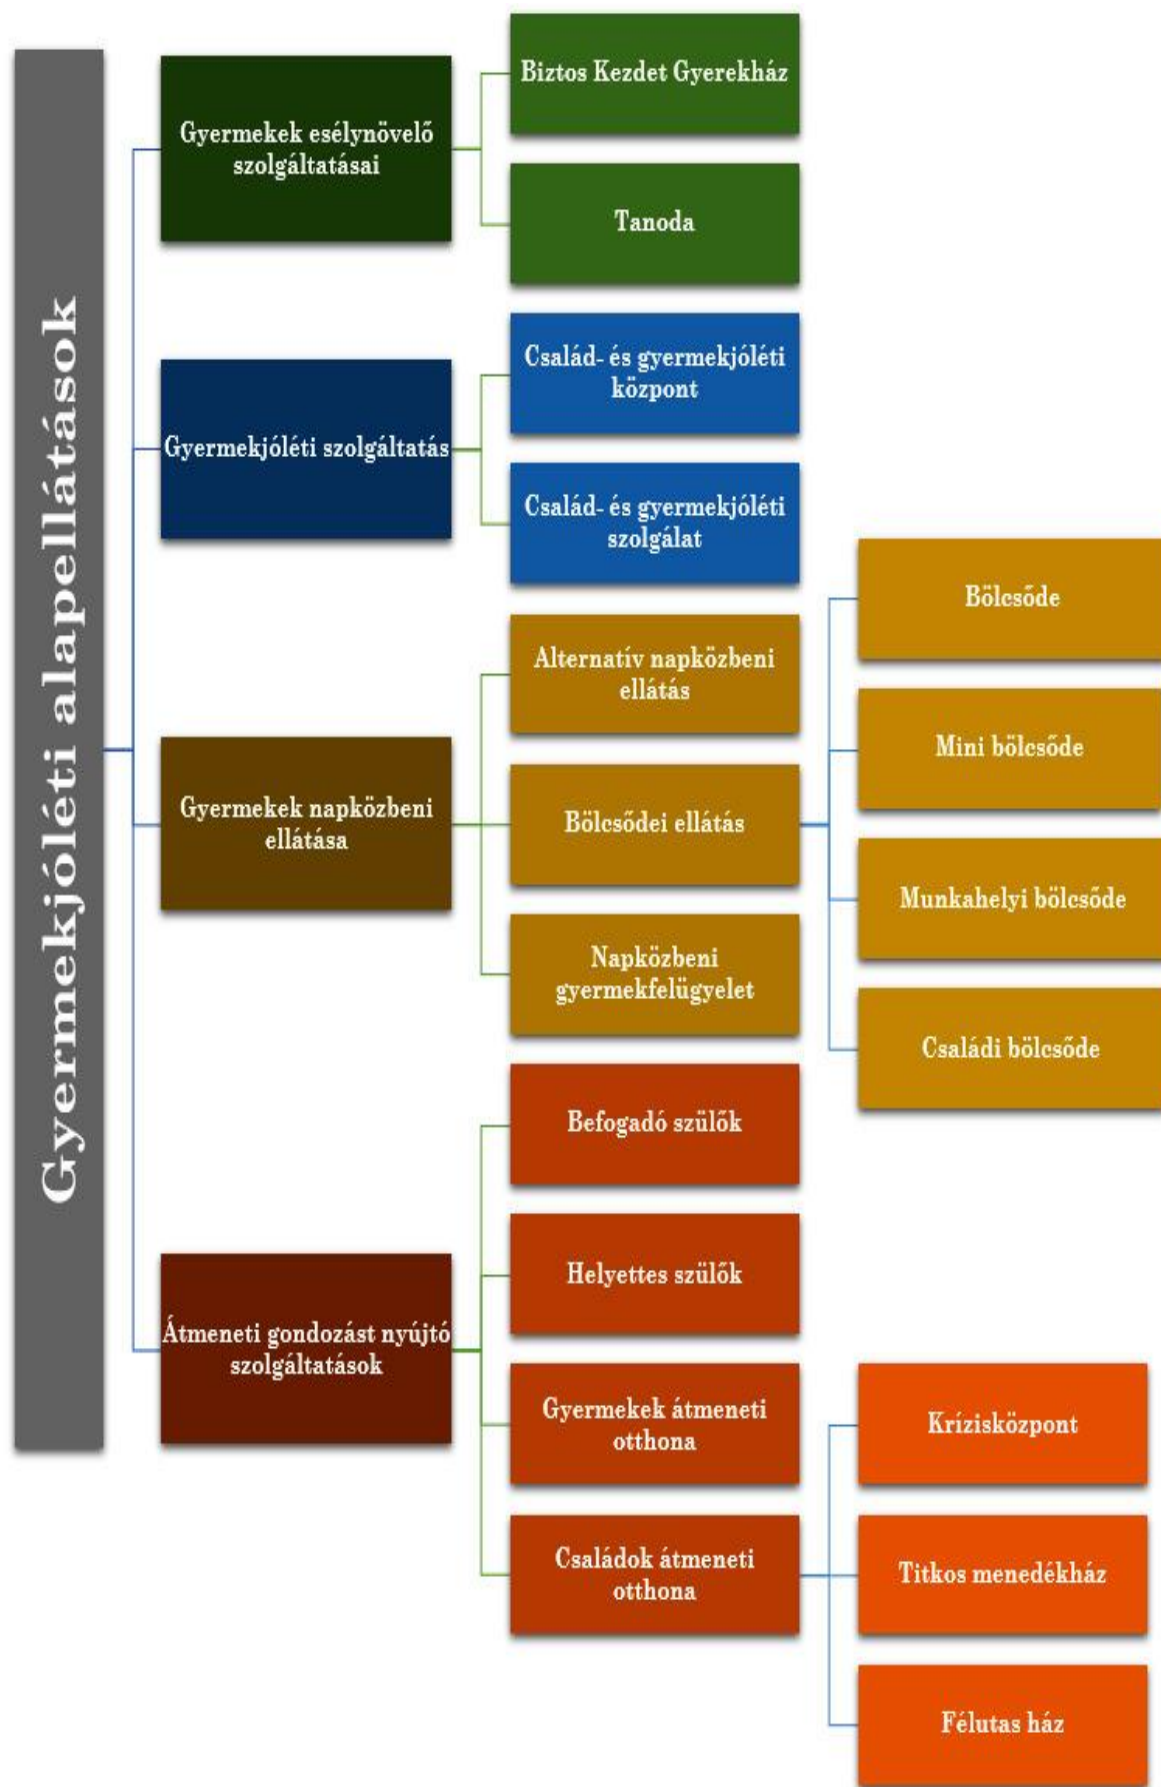 Gyermekjóléti alapellátások
Gyermekek esélynövelő
szolgáltatásai
Biztos Kezdet Gyerekház
Tanoda
Gyermekjóléti szolgáltatás
Család- és gyermekjóléti
központ
Család- és gyermekjóléti
szolgálat
Gyermekek napközbeni
ellátása
Alternatív napközbeni
ellátás
Bölcsődei ellátás
Bölcsőde
Mini bölcsőde
Munkahelyi bölcsőde
Családi bölcsőde
Napközbeni
gyermekfelügyelet
Átmeneti gondozást nyújtó
szolgáltatások
Befogadó szülők
Helyettes szülők
Gyermekek átmeneti
otthona
Családok átmeneti
otthona
Krízisközpont
Titkos menedékház
Félutas ház